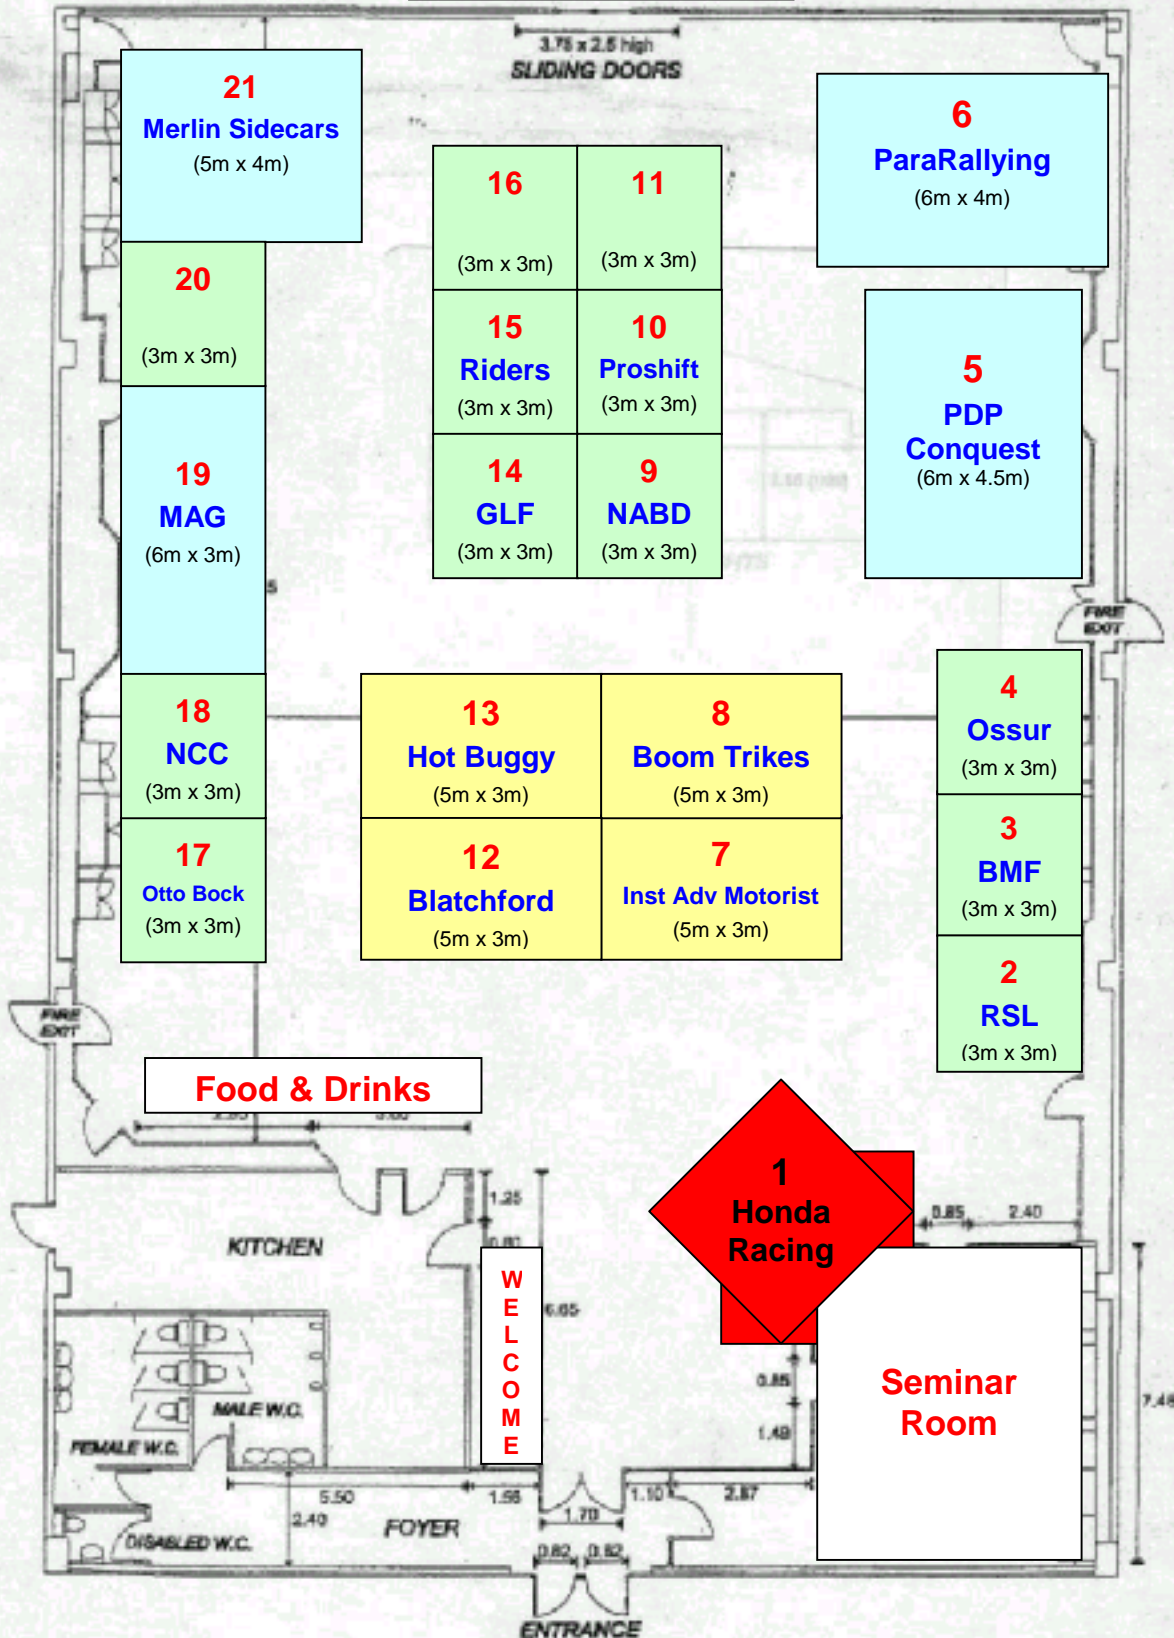 3.75 x 2.5 high
SLIDING DOORS
21
Merlin Sidecars
(5m x 4m)
6
ParaRallying
(6m x 4m)
16
(3m x 3m)
11
(3m x 3m)
20
(3m x 3m)
15
Riders
(3m x 3m)
10
Proshift
(3m x 3m)
5
PDP
Conquest
(6m x 4.5m)
19
MAG
(6m x 3m)
14
GLF
(3m x 3m)
9
NABD
(3m x 3m)
FIRE
EXIT
18
NCC
(3m x 3m)
13
Hot Buggy
(5m x 3m)
8
Boom Trikes
(5m x 3m)
4
Ossur
(3m x 3m)
17
Otto Bock
(3m x 3m)
12
Blatchford
(5m x 3m)
7
Inst Adv Motorist
(5m x 3m)
3
BMF
(3m x 3m)
2
RSL
(3m x 3m)
FIRE
EXIT
Food & Drinks
1
Honda
Racing
1.25
0.80
0.85
2.40
KITCHEN
WELCOME
6.65
0.85
1.49
Seminar
Room
7.46
MALE W.C.
FEMALE W.C.
5.50
1.55
1.10
2.87
2.40
FOYER
1.70
DISABLED W.C.
0.82
0.82
ENTRANCE